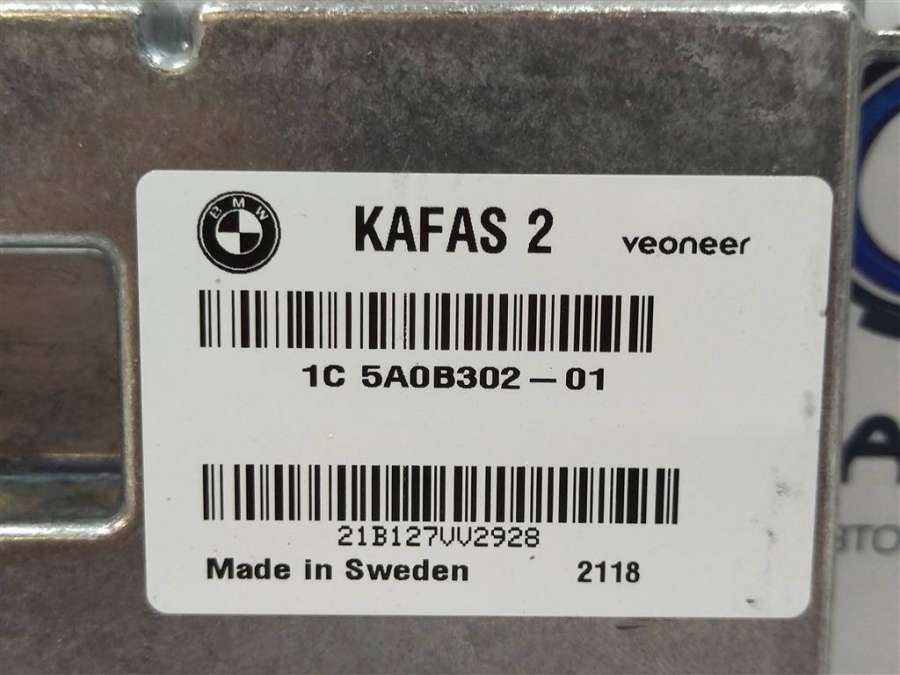 BMW
KAFAS 2
veoneer
1C 5A0B302-01
21B127VV2928
Made in Sweden
2118